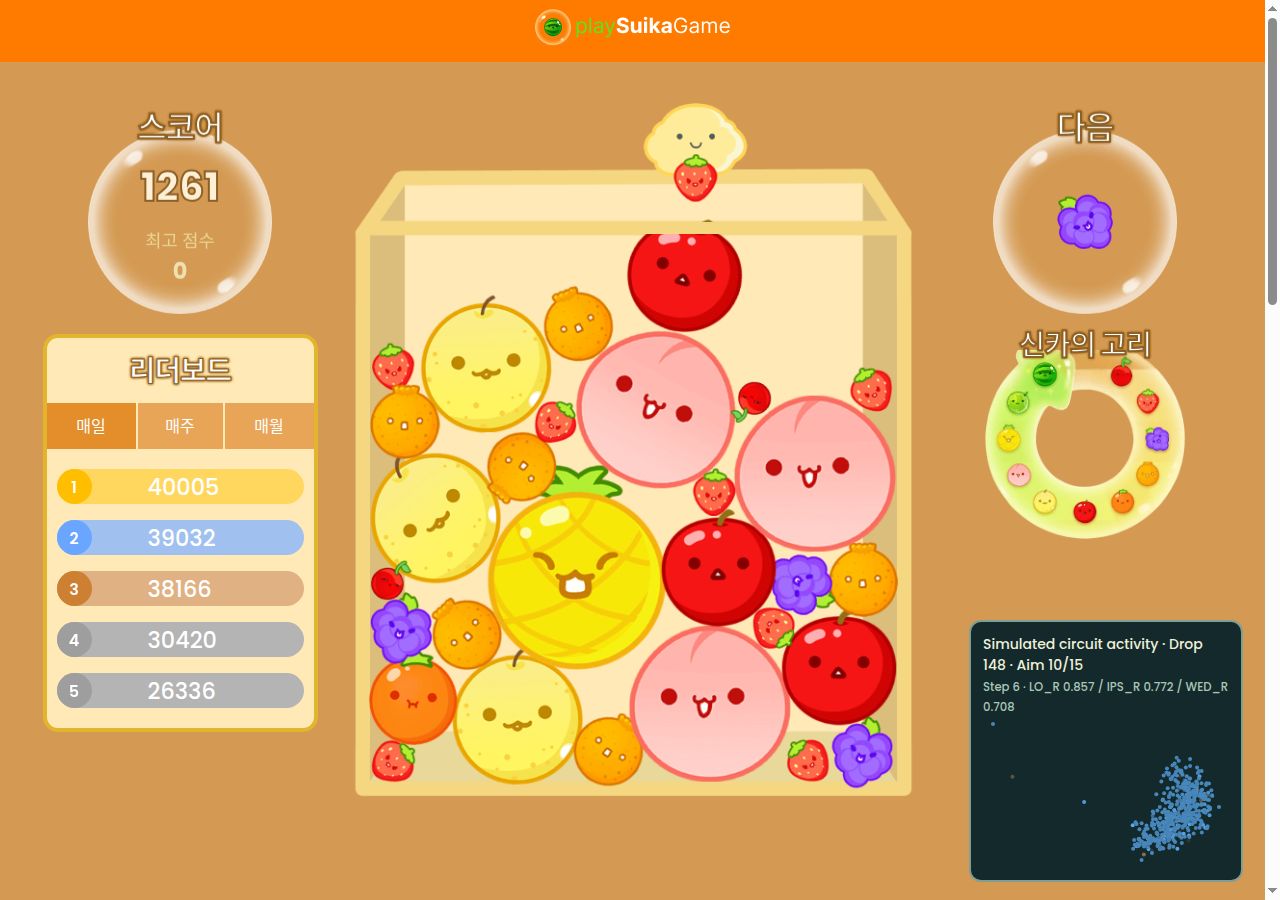 playSuikaGame
스코어
1261
최고 점수
0
리더보드
매일 매주 매월
1 40005
2 39032
3 38166
4 30420
5 26336
다음
신카의 고리
Simulated circuit activity · Drop
148 · Aim 10/15
Step 6 · LO_R 0.857 / IPS_R 0.772 / WED_R
0.708